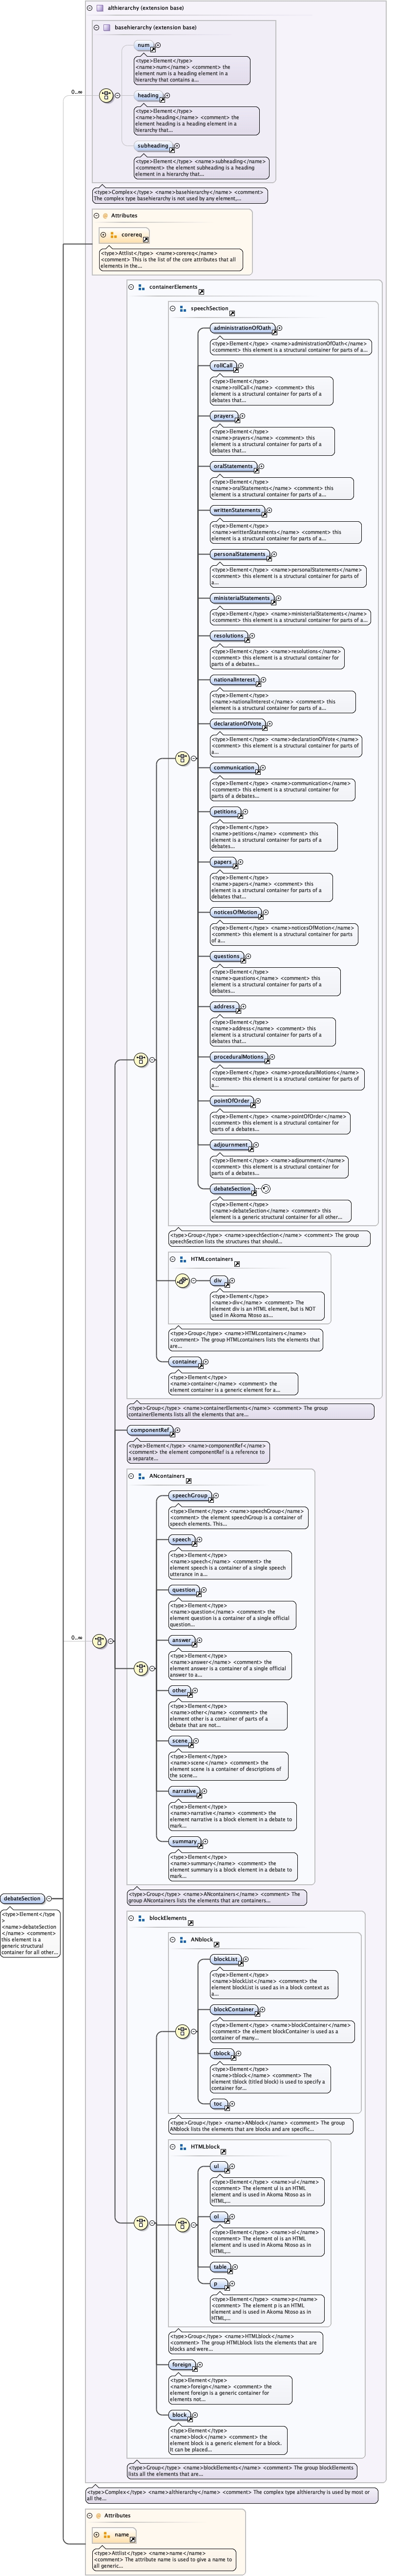 althierarchy (extension base)
basehierarchy (extension base)
num
<type>Element</type>
<name>num</name> <comment> the
element num is a heading element in a
hierarchy that contains a...
0..∞
heading
<type>Element</type>
<name>heading</name> <comment> the
element heading is a heading element in a
hierarchy that...
subheading
<type>Element</type> <name>subheading</name>
<comment> the element subheading is a heading
element in a hierarchy that...
<type>Complex</type> <name>basehierarchy</name> <comment>
The complex type basehierarchy is not used by any element,...
Attributes
corereq
<type>Attlist</type> <name>corereq</name>
<comment> This is the list of the core attributes that all
elements in the...
containerElements
speechSection
administrationOfOath
<type>Element</type> <name>administrationOfOath</name>
<comment> this element is a structural container for parts of a...
rollCall
<type>Element</type>
<name>rollCall</name> <comment> this
element is a structural container for parts of a
debates that...
prayers
<type>Element</type>
<name>prayers</name> <comment> this
element is a structural container for parts of a
debates that...
oralStatements
<type>Element</type>
<name>oralStatements</name> <comment> this
element is a structural container for parts of a...
writtenStatements
<type>Element</type>
<name>writtenStatements</name> <comment> this
element is a structural container for parts of a...
personalStatements
<type>Element</type> <name>personalStatements</name>
<comment> this element is a structural container for parts of
a...
ministerialStatements
<type>Element</type> <name>ministerialStatements</name>
<comment> this element is a structural container for parts of a...
resolutions
<type>Element</type> <name>resolutions</name>
<comment> this element is a structural container for
parts of a debates...
nationalInterest
<type>Element</type>
<name>nationalInterest</name> <comment> this
element is a structural container for parts of a...
declarationOfVote
<type>Element</type> <name>declarationOfVote</name>
<comment> this element is a structural container for parts of
a...
communication
<type>Element</type> <name>communication</name>
<comment> this element is a structural container for
parts of a debates...
petitions
<type>Element</type>
<name>petitions</name> <comment> this
element is a structural container for parts of a
debates...
papers
<type>Element</type>
<name>papers</name> <comment> this
element is a structural container for parts of a
debates that...
noticesOfMotion
<type>Element</type> <name>noticesOfMotion</name>
<comment> this element is a structural container for parts
of a...
questions
<type>Element</type>
<name>questions</name> <comment> this
element is a structural container for parts of a
debates...
address
<type>Element</type>
<name>address</name> <comment> this
element is a structural container for parts of a
debates that...
proceduralMotions
<type>Element</type> <name>proceduralMotions</name>
<comment> this element is a structural container for parts of
a...
pointOfOrder
<type>Element</type> <name>pointOfOrder</name>
<comment> this element is a structural container for
parts of a debates...
adjournment
<type>Element</type> <name>adjournment</name>
<comment> this element is a structural container for
parts of a debates...
debateSection
<type>Element</type>
<name>debateSection</name> <comment> this
element is a generic structural container for all other...
<type>Group</type> <name>speechSection</name> <comment> The group
speechSection lists the structures that should...
HTMLcontainers
div
<type>Element</type>
<name>div</name> <comment> The
element div is an HTML element, but is NOT
used in Akoma Ntoso as...
<type>Group</type> <name>HTMLcontainers</name>
<comment> The group HTMLcontainers lists the elements that
are...
container
<type>Element</type>
<name>container</name> <comment> the
element container is a generic element for a...
<type>Group</type> <name>containerElements</name> <comment> The group
containerElements lists all the elements that are...
componentRef
<type>Element</type> <name>componentRef</name>
<comment> the element componentRef is a reference to
a separate...
ANcontainers
speechGroup
<type>Element</type> <name>speechGroup</name>
<comment> the element speechGroup is a container of
speech elements. This...
speech
<type>Element</type>
<name>speech</name> <comment> the
element speech is a container of a single speech
utterance in a...
question
<type>Element</type>
<name>question</name> <comment> the
element question is a container of a single official
question...
0..∞
answer
<type>Element</type>
<name>answer</name> <comment> the
element answer is a container of a single official
answer to a...
other
<type>Element</type>
<name>other</name> <comment> the
element other is a container of parts of a
debate that are not...
scene
<type>Element</type>
<name>scene</name> <comment> the
element scene is a container of descriptions of
the scene...
narrative
<type>Element</type>
<name>narrative</name> <comment> the
element narrative is a block element in a debate to
mark...
summary
<type>Element</type>
<name>summary</name> <comment> the
element summary is a block element in a debate to
mark...
<type>Group</type> <name>ANcontainers</name> <comment> The
group ANcontainers lists the elements that are containers...
debateSection
<type>Element</type
>
<name>debateSection
</name> <comment>
this element is a
generic structural
container for all other...
blockElements
ANblock
blockList
<type>Element</type>
<name>blockList</name> <comment> the
element blockList is used as in a block context as
a...
blockContainer
<type>Element</type> <name>blockContainer</name>
<comment> the element blockContainer is used as a
container of many...
tblock
<type>Element</type>
<name>tblock</name> <comment> The
element tblock (titled block) is used to specify a
container for...
toc
<type>Group</type> <name>ANblock</name> <comment> The group
ANblock lists the elements that are blocks and are specific...
HTMLblock
ul
<type>Element</type> <name>ul</name>
<comment> The element ul is an HTML
element and is used in Akoma Ntoso as in
HTML,...
ol
<type>Element</type> <name>ol</name>
<comment> The element ol is an HTML
element and is used in Akoma Ntoso as in
HTML,...
table
p
<type>Element</type> <name>p</name>
<comment> The element p is an HTML
element and is used in Akoma Ntoso as in
HTML,...
<type>Group</type> <name>HTMLblock</name>
<comment> The group HTMLblock lists the elements that are
blocks and were...
foreign
<type>Element</type>
<name>foreign</name> <comment> the
element foreign is a generic container for
elements not...
block
<type>Element</type>
<name>block</name> <comment> the
element block is a generic element for a block.
It can be placed...
<type>Group</type> <name>blockElements</name> <comment> The group blockElements
lists all the elements that are...
<type>Complex</type> <name>althierarchy</name> <comment> The complex type althierarchy is used by most or
all the...
Attributes
name
<type>Attlist</type> <name>name</name>
<comment> The attribute name is used to give a name to
all generic...